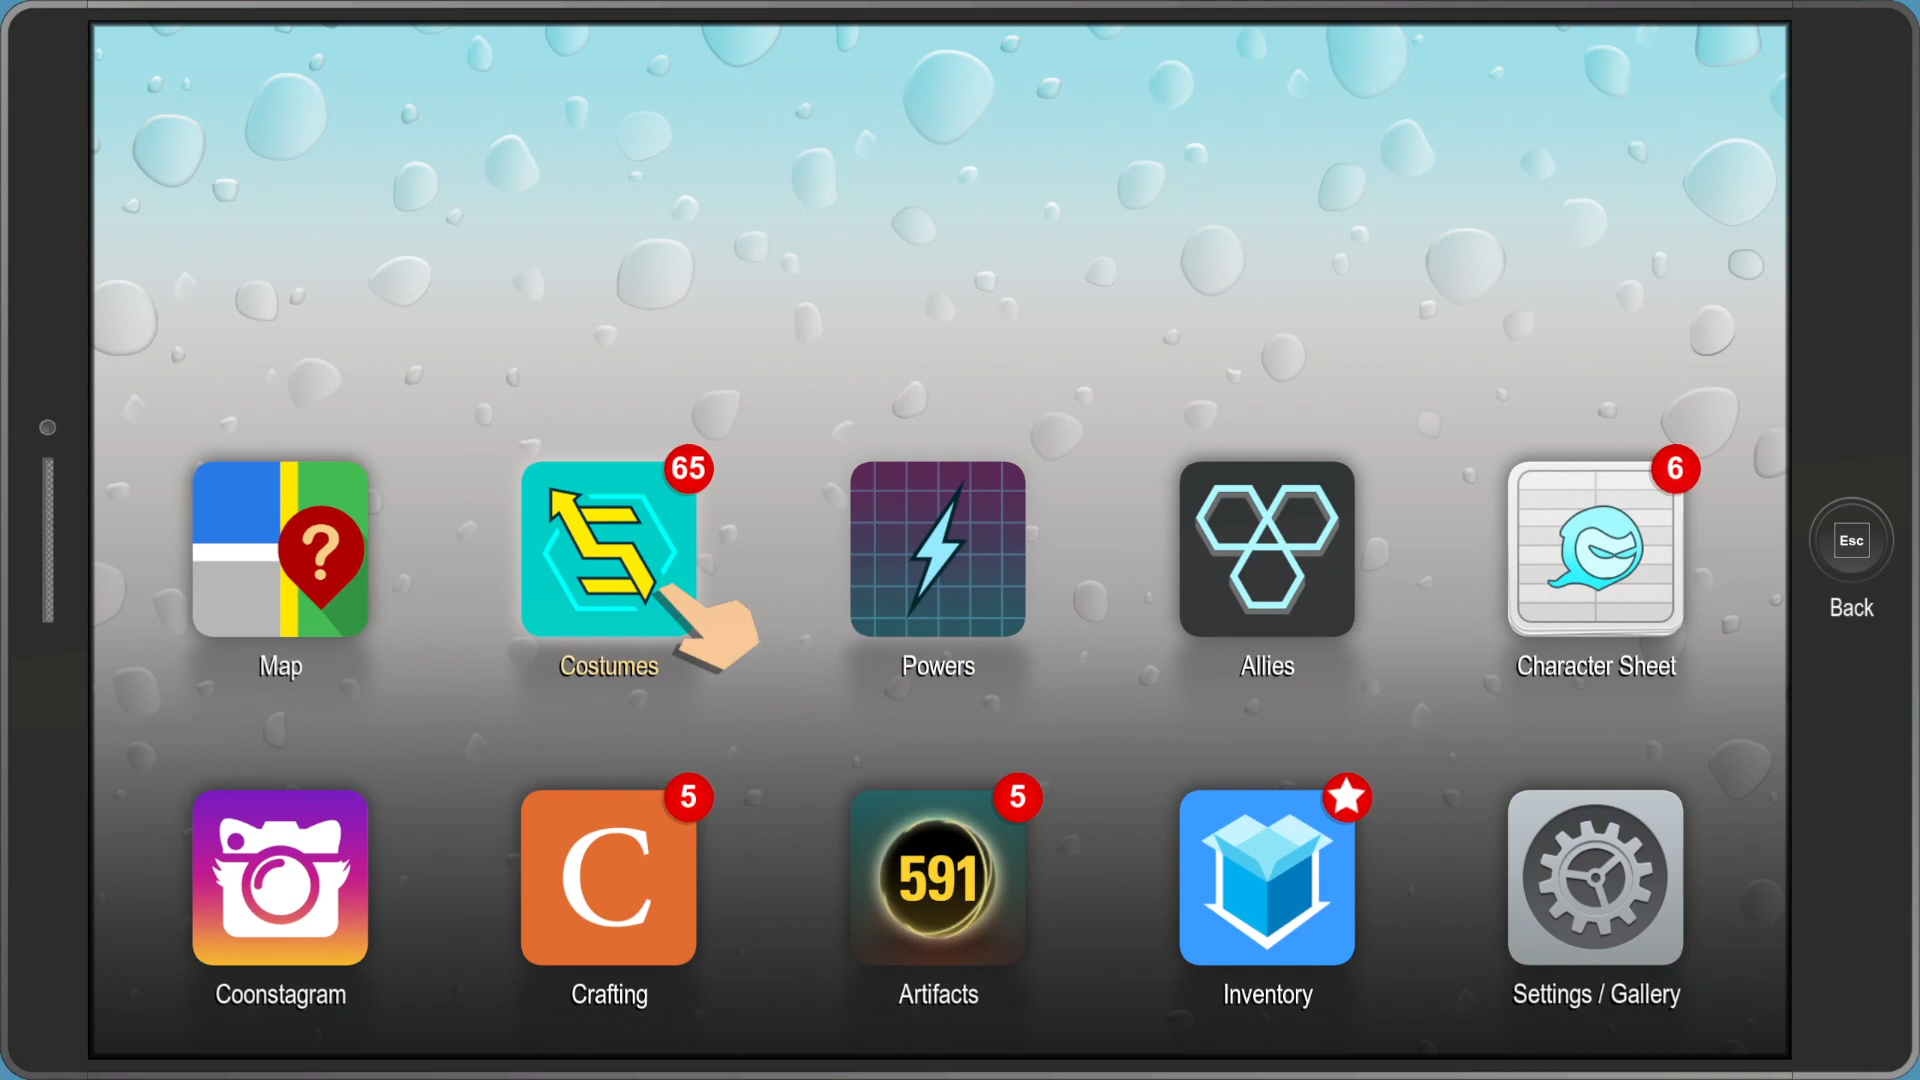 65
6
?
Esc
Back
Map
Costumes
Powers
Allies
Character Sheet
5
5
C
591
Coonstagram
Crafting
Artifacts
Inventory
Settings / Gallery